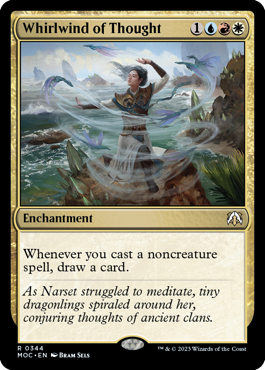 Whirlwind of Thought 1
Enchantment
Whenever you cast a noncreature
spell, draw a card.
As Narset struggled to meditate, tiny
dragonlings spiraled around her,
conjuring thoughts of ancient clans.
R 0344
MOC • EN Bram Sels
™ & © 2023 Wizards of the Coast